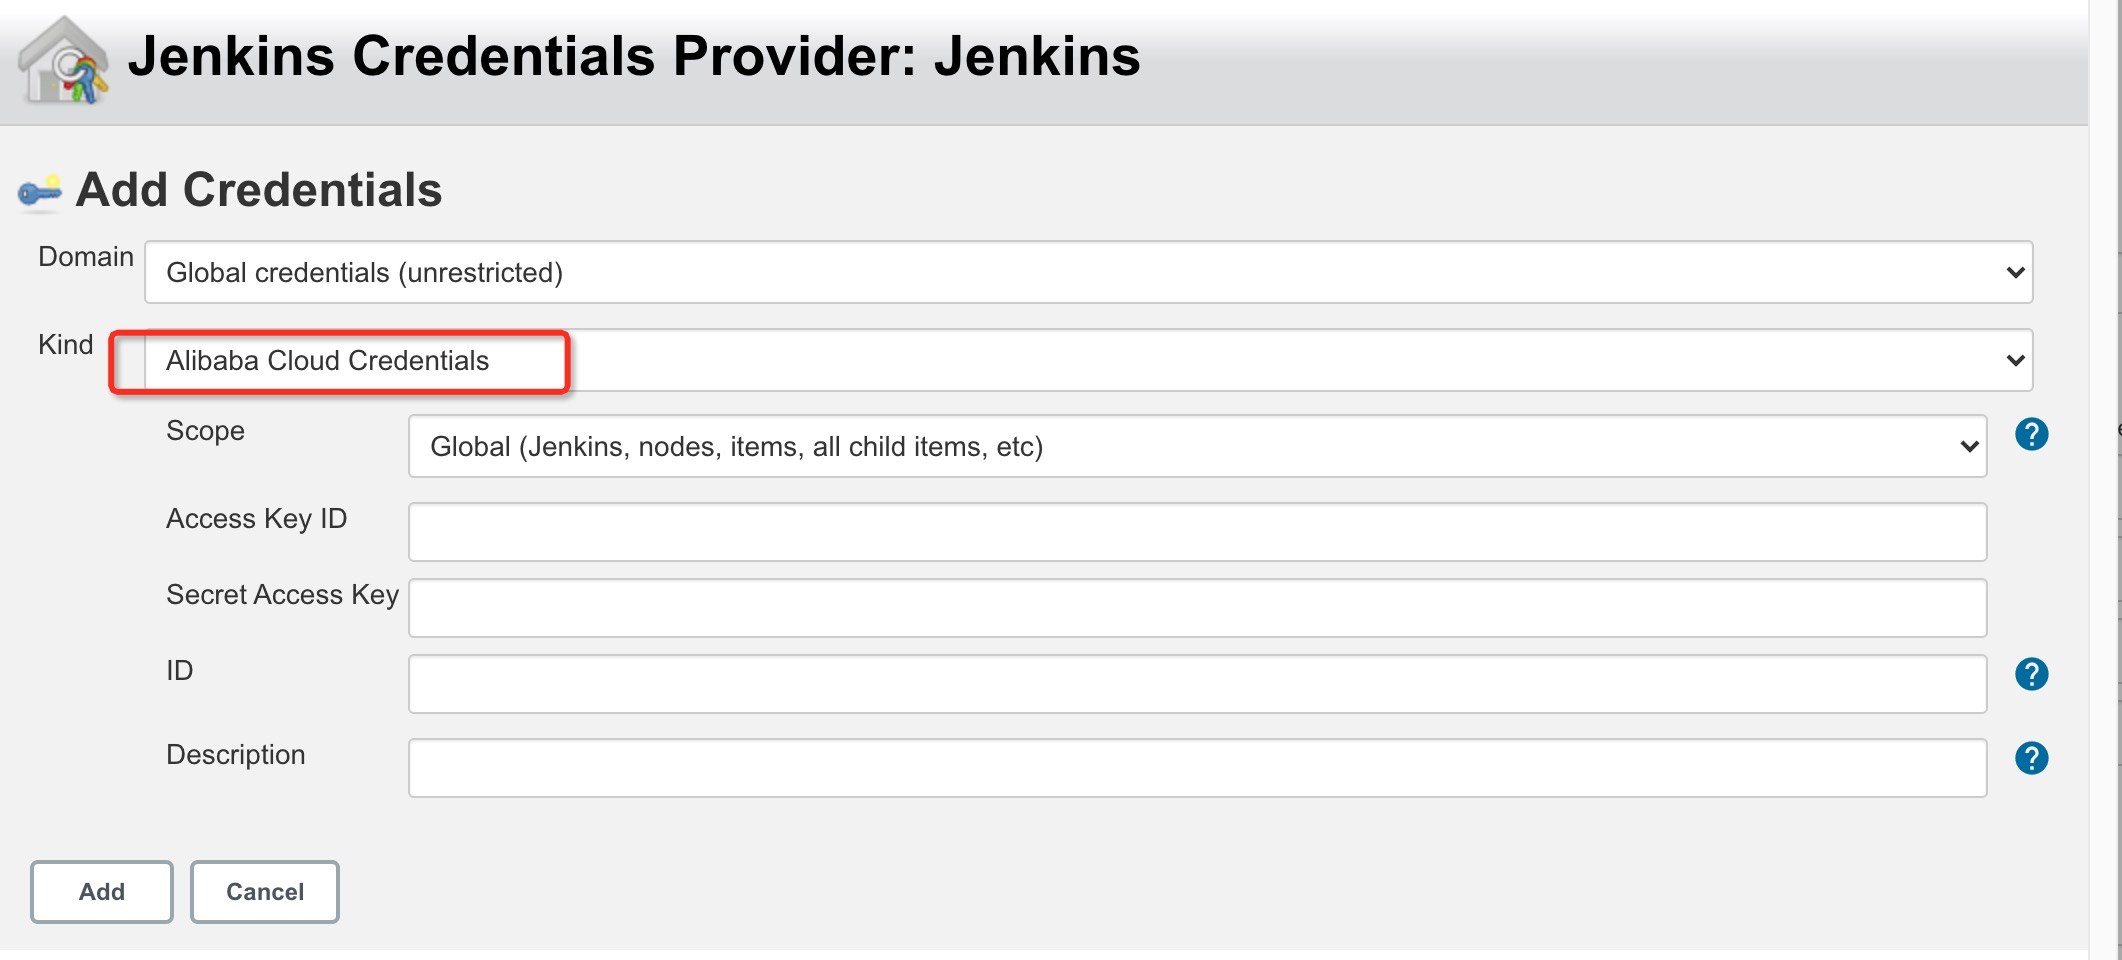 Jenkins Credentials Provider: Jenkins
Add Credentials
Domain
Global credentials (unrestricted)
Kind
Alibaba Cloud Credentials
Scope
Global (Jenkins, nodes, items, all child items, etc)
?
Access Key ID
Secret Access Key
ID
?
Description
?
Add
Cancel